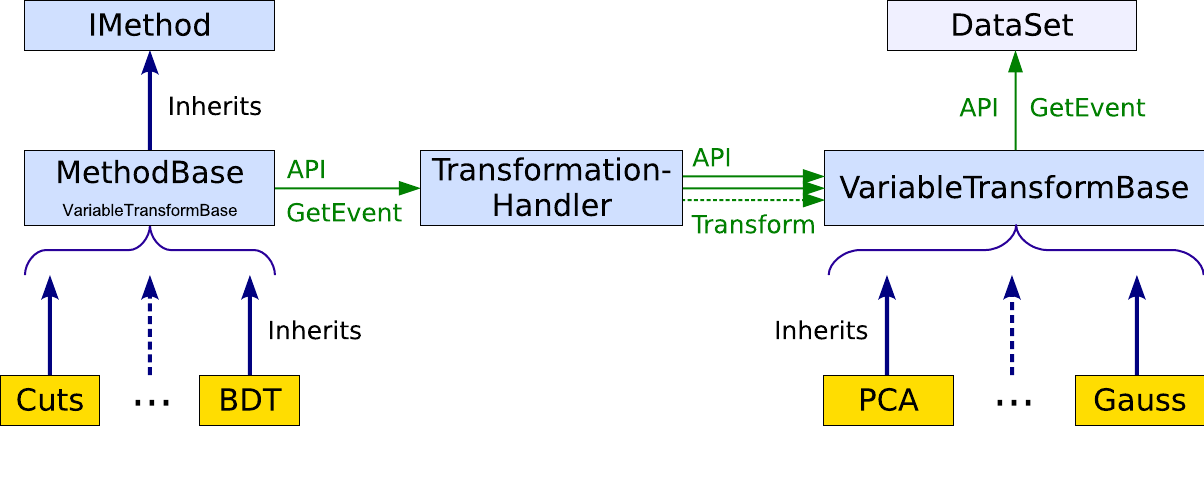 IMethod
DataSet
Inherits
API GetEvent
MethodBase
VariableTransformBase
API
GetEvent
Transformation-
Handler
API
Transform
VariableTransformBase
Inherits
Inherits
Cuts
...
BDT
PCA
...
Gauss